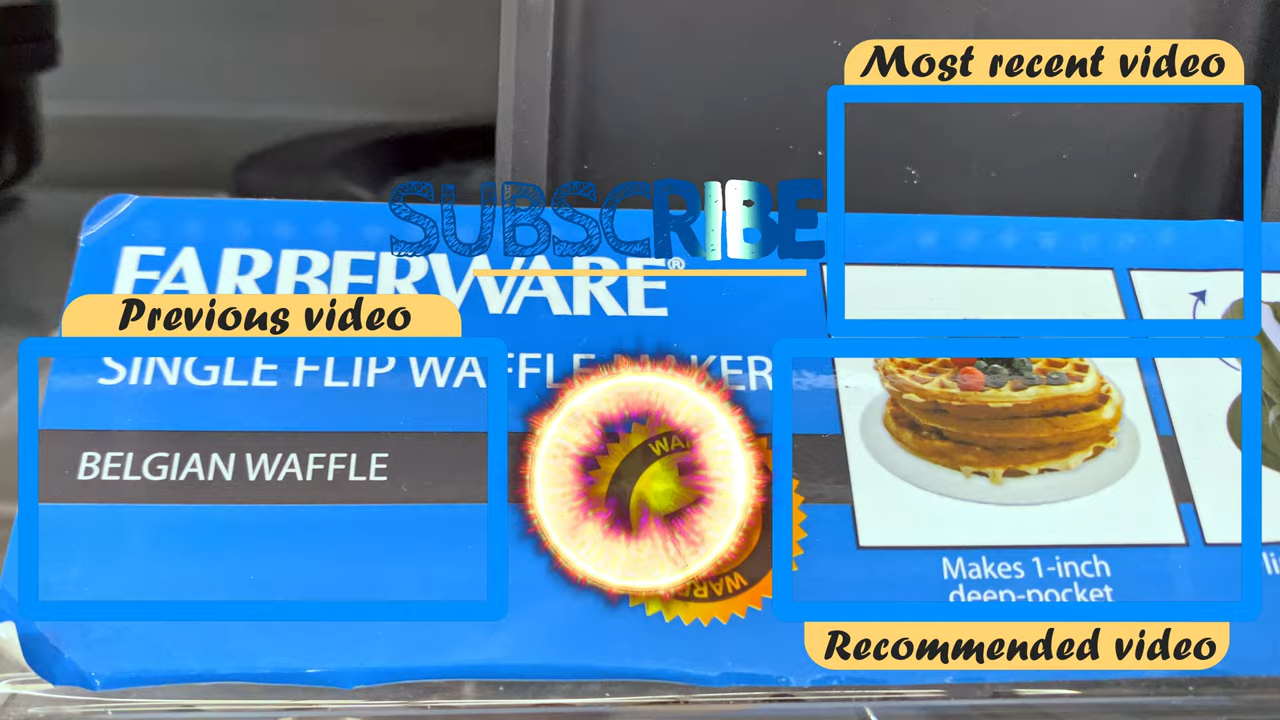 Most recent video
SUBSCRIBE
FARBERWARE®
Previous video
SINGLE FLIP WAFFLE MAKER
BELGIAN WAFFLE
WARR
Makes 1-inch
deep-pocket
Recommended video